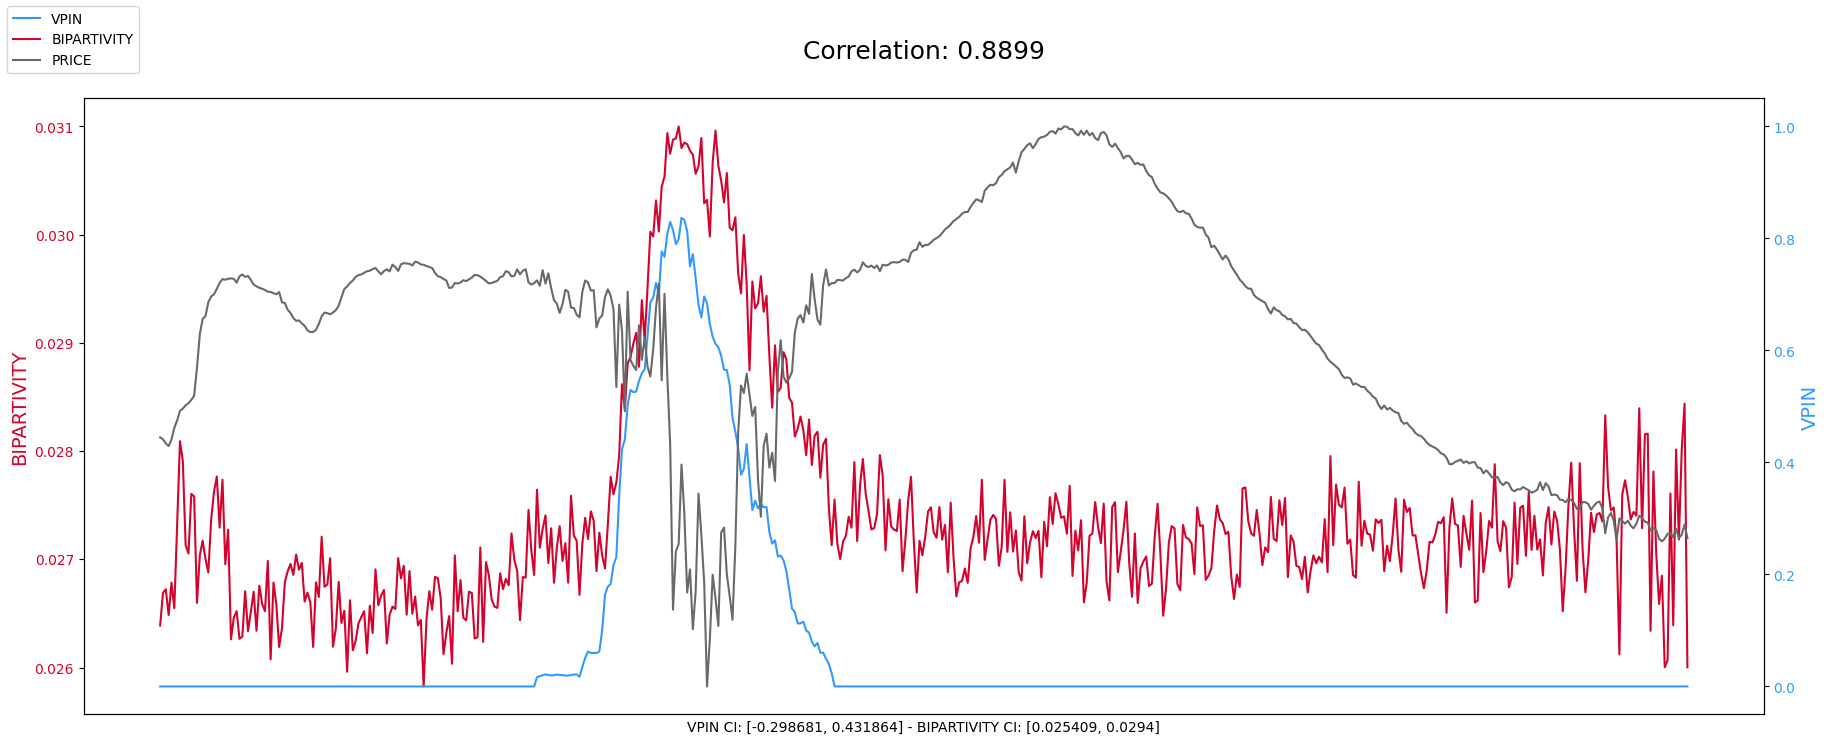 VPIN
BIPARTIVITY
PRICE
Correlation: 0.8899
0.031
0.030
0.029
0.028
0.027
0.026
BIPARTIVITY
1.0
0.8
0.6
0.4
0.2
0.0
VPIN
VPIN CI: [-0.298681, 0.431864] - BIPARTIVITY CI: [0.025409, 0.0294]